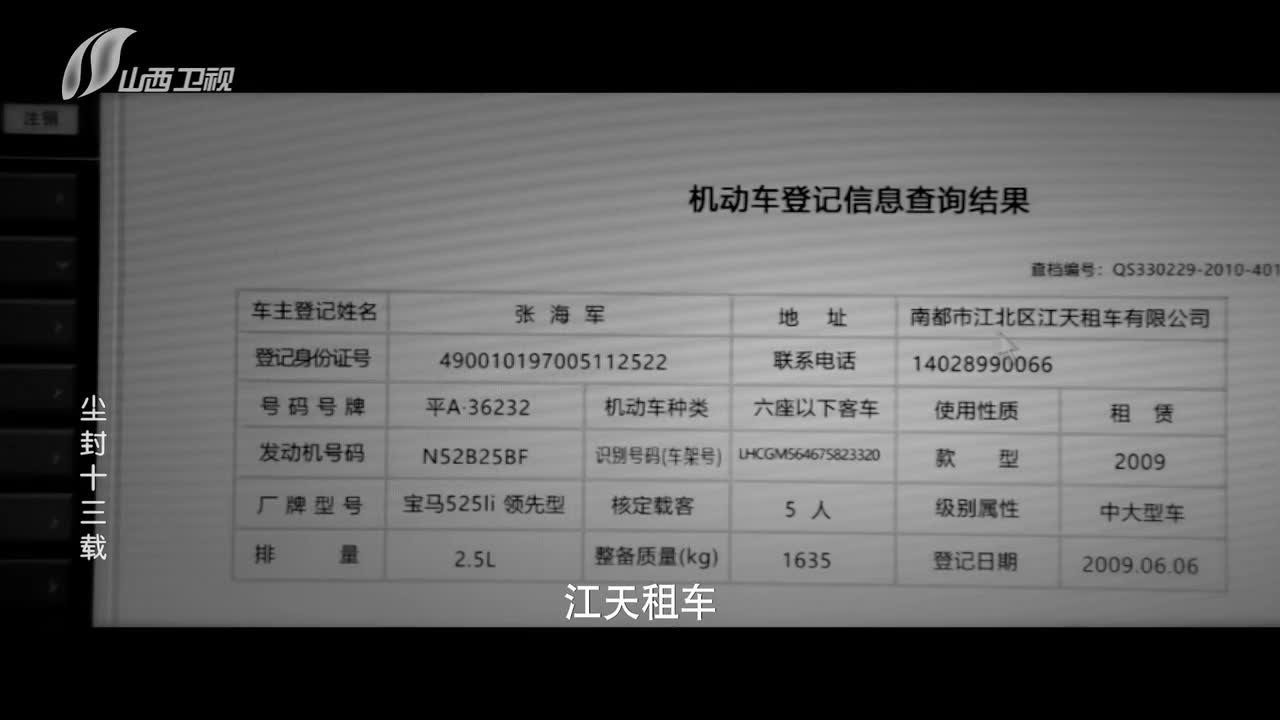 山西卫视
注销
机动车登记信息查询结果
查档编号：QS330229-2010-401
车主登记姓名 张海军 地址 南都市江北区江天租车有限公司
登记身份证号 490010197005112522 联系电话 14028990066
号码号牌 平A·36232 机动车种类 六座以下客车 使用性质 租赁
发动机号码 N52B25BF 识别号码(车架号) LHCGM564675823320 款型 2009
厂牌型号 宝马525li 领先型 核定载客 5人 级别属性 中大型车
排量 2.5L 整备质量(kg) 1635 登记日期 2009.06.06
尘封十三载
江天租车